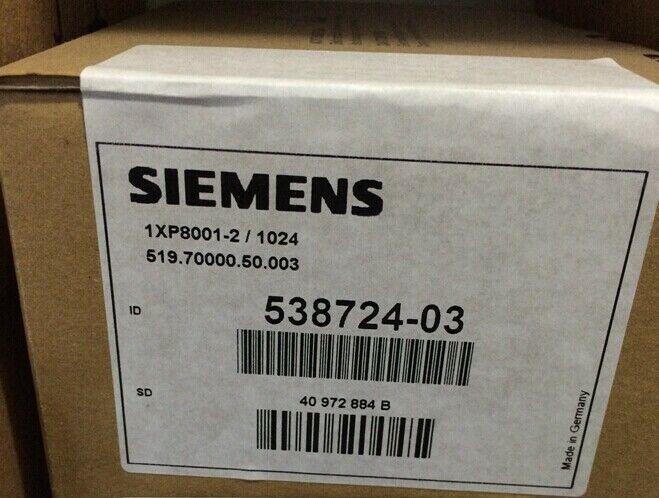 SIEMENS
1XP8001-2 / 1024
519.70000.50.003
ID
538724-03
SD
40 972 884 B
Made in Germany